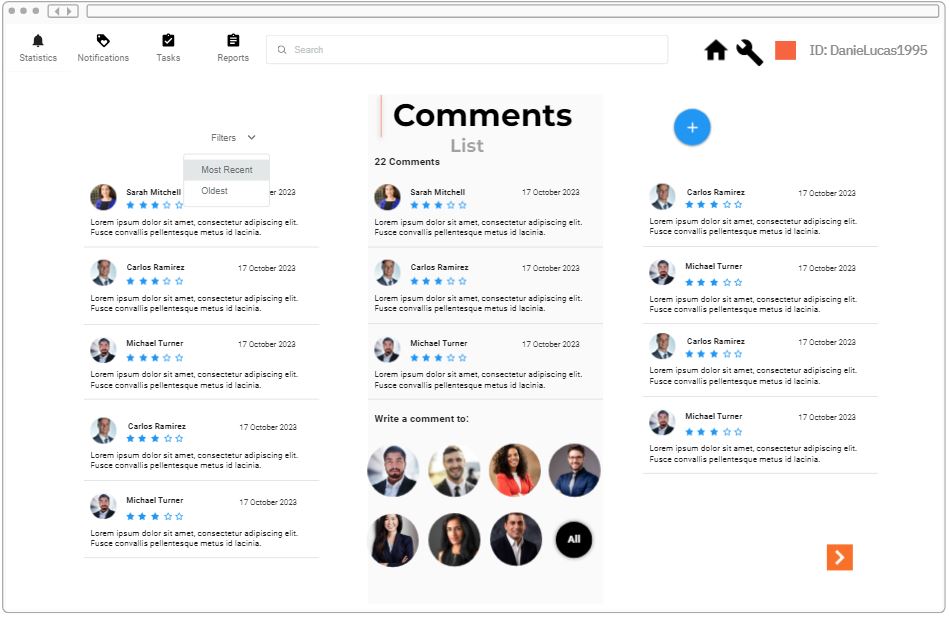 Statistics
Notifications
Tasks
Reports
Search
ID: DanieLucas1995
Filters
Most Recent
Oldest
Sarah Mitchell
2023
Lorem ipsum dolor sit amet, consectetur adipiscing elit.
Fusce convallis pellentesque metus id lacinia.
Carlos Ramirez
17 October 2023
Lorem ipsum dolor sit amet, consectetur adipiscing elit.
Fusce convallis pellentesque metus id lacinia.
Michael Turner
17 October 2023
Lorem ipsum dolor sit amet, consectetur adipiscing elit.
Fusce convallis pellentesque metus id lacinia.
Carlos Ramirez
17 October 2023
Lorem ipsum dolor sit amet, consectetur adipiscing elit.
Fusce convallis pellentesque metus id lacinia.
Michael Turner
17 October 2023
Lorem ipsum dolor sit amet, consectetur adipiscing elit.
Fusce convallis pellentesque metus id lacinia.
Comments
List
22 Comments
Sarah Mitchell
17 October 2023
Lorem ipsum dolor sit amet, consectetur adipiscing elit.
Fusce convallis pellentesque metus id lacinia.
Carlos Ramirez
17 October 2023
Lorem ipsum dolor sit amet, consectetur adipiscing elit.
Fusce convallis pellentesque metus id lacinia.
Michael Turner
17 October 2023
Lorem ipsum dolor sit amet, consectetur adipiscing elit.
Fusce convallis pellentesque metus id lacinia.
Write a comment to:
All
Carlos Ramirez
17 October 2023
Lorem ipsum dolor sit amet, consectetur adipiscing elit.
Fusce convallis pellentesque metus id lacinia.
Michael Turner
17 October 2023
Lorem ipsum dolor sit amet, consectetur adipiscing elit.
Fusce convallis pellentesque metus id lacinia.
Carlos Ramirez
17 October 2023
Lorem ipsum dolor sit amet, consectetur adipiscing elit.
Fusce convallis pellentesque metus id lacinia.
Michael Turner
17 October 2023
Lorem ipsum dolor sit amet, consectetur adipiscing elit.
Fusce convallis pellentesque metus id lacinia.